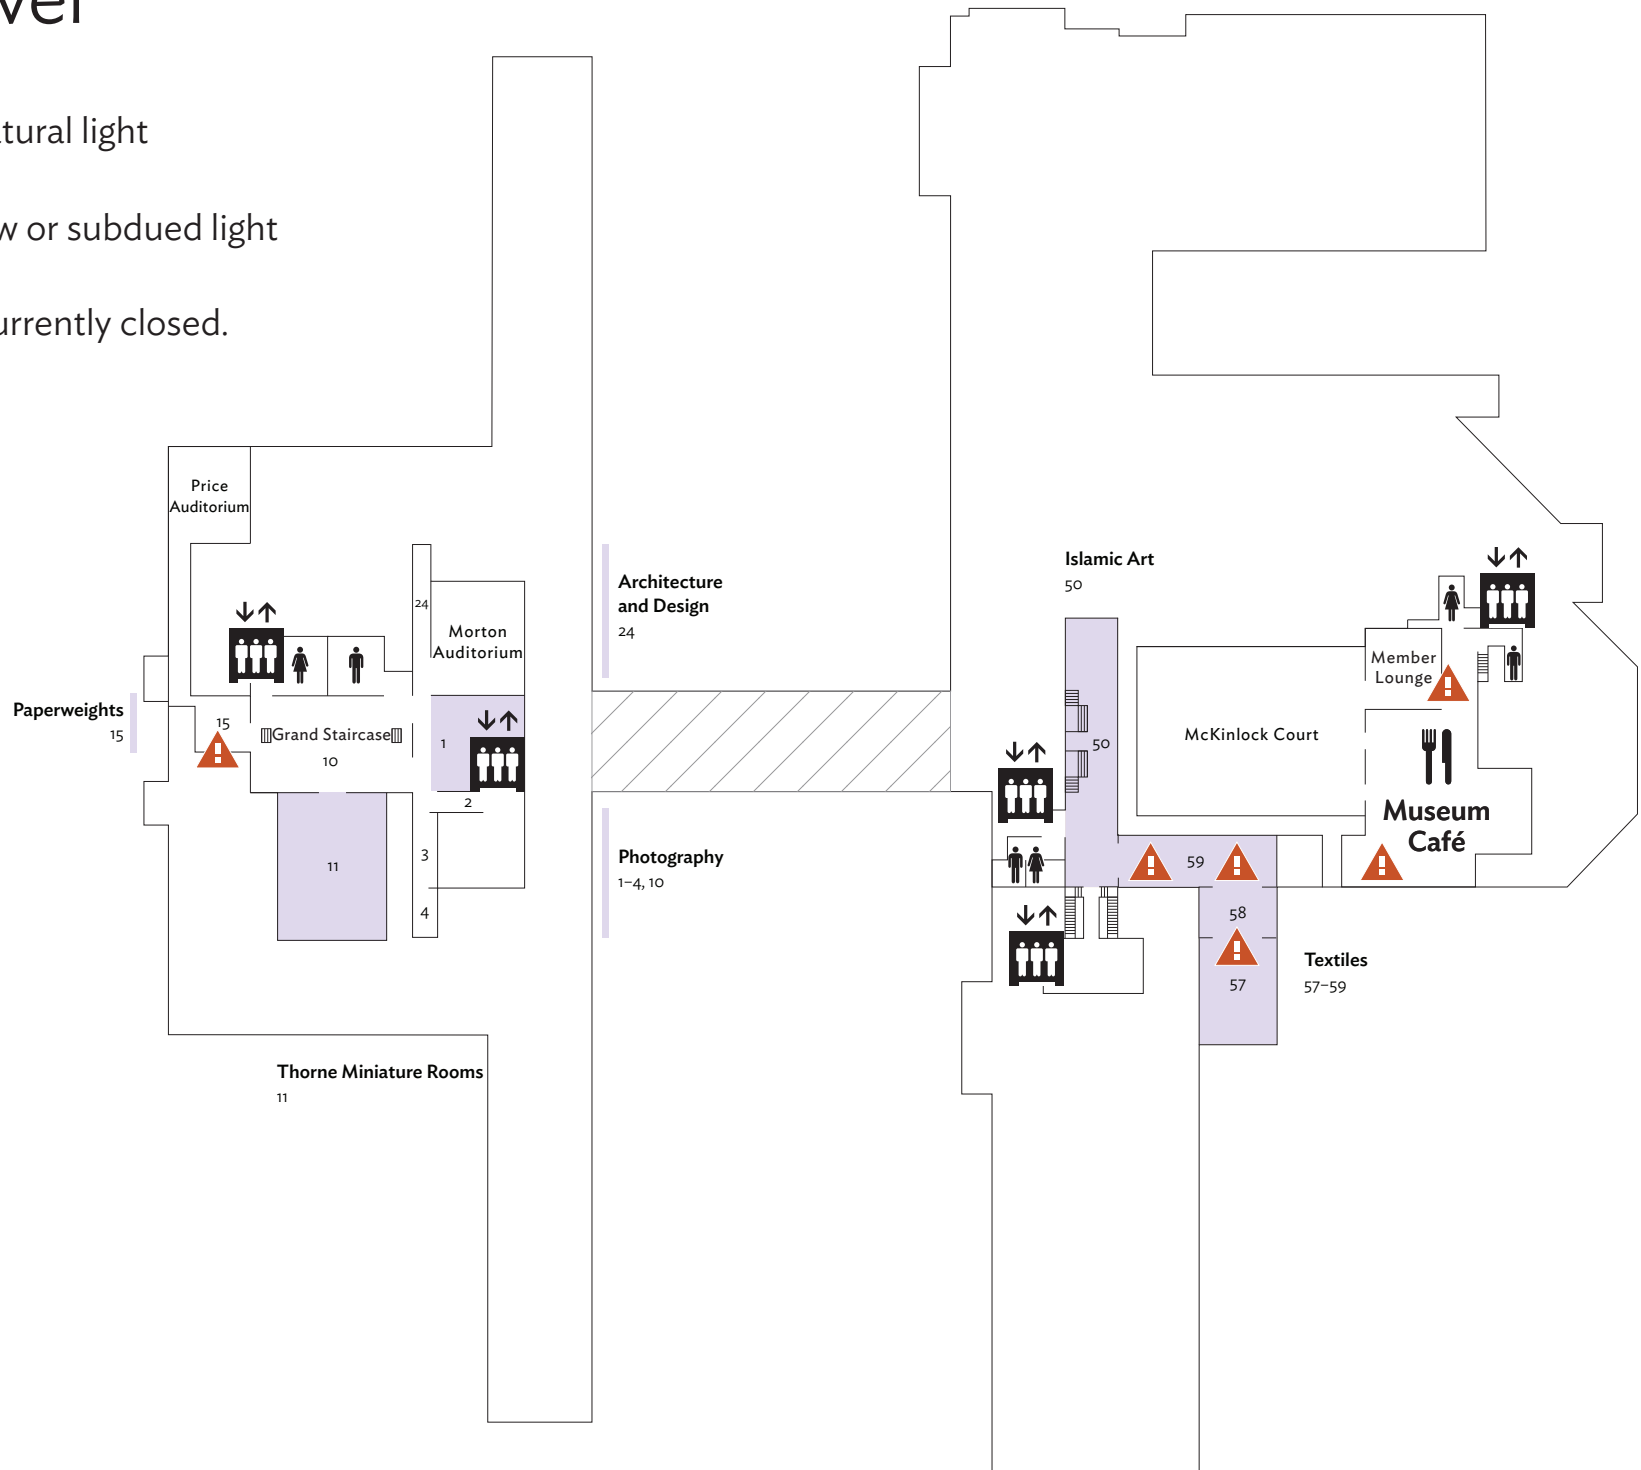 tural light
w or subdued light
urrently closed.
Price
Auditorium
24
Morton
Auditorium
Architecture
and Design
24
Islamic Art
50
Member
Lounge
Paperweights
15
15
Grand Staircase
10
1
2
50
McKinlock Court
Museum
Café
3
11
4
Photography
1–4, 10
59
58
57
Textiles
57–59
Thorne Miniature Rooms
11